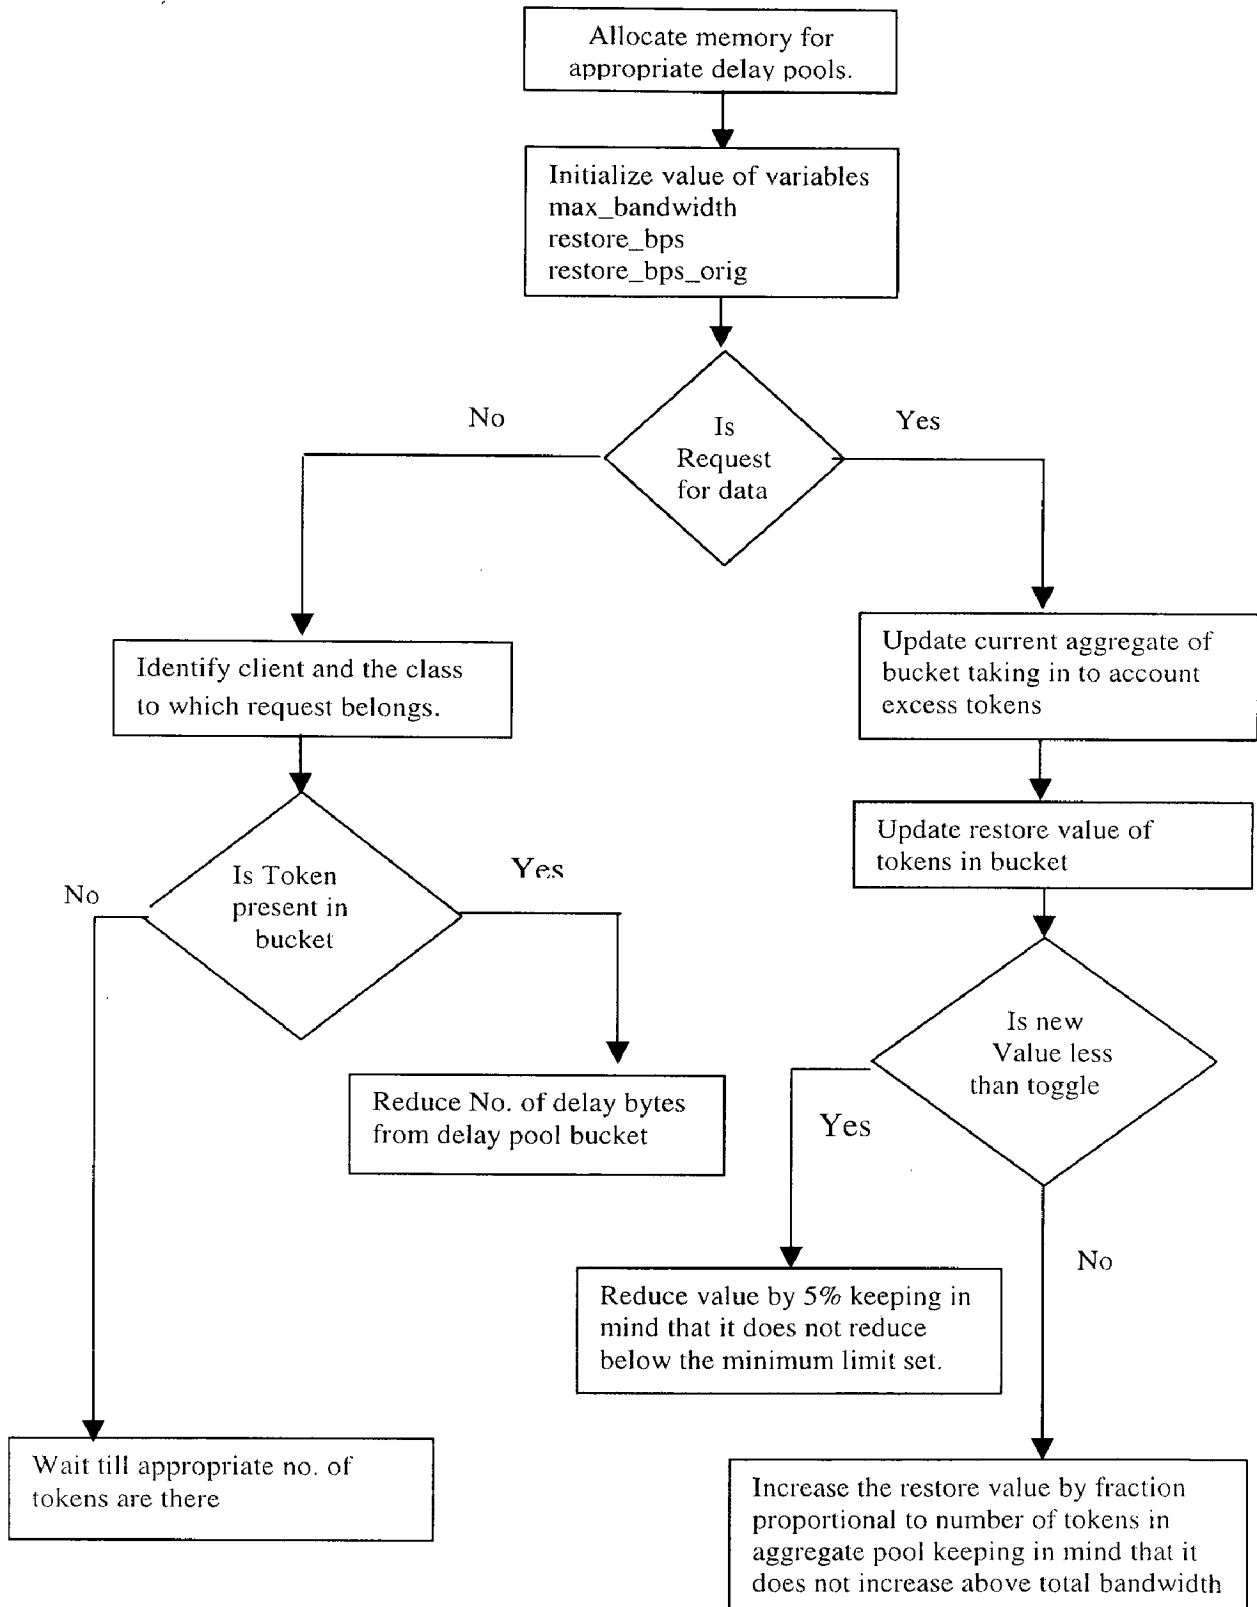 Allocate memory for
appropriate delay pools.
Initialize value of variables
max_bandwidth
restore_bps
restore_bps_orig
No
Is
Request
for data
Yes
Identify client and the class
to which request belongs.
Update current aggregate of
bucket taking in to account
excess tokens
Update restore value of
tokens in bucket
No
Is Token
present in
bucket
Yes
Is new
Value less
than toggle
Reduce No. of delay bytes
from delay pool bucket
Yes
No
Reduce value by 5% keeping in
mind that it does not reduce
below the minimum limit set.
Wait till appropriate no. of
tokens are there
Increase the restore value by fraction
proportional to number of tokens in
aggregate pool keeping in mind that it
does not increase above total bandwidth